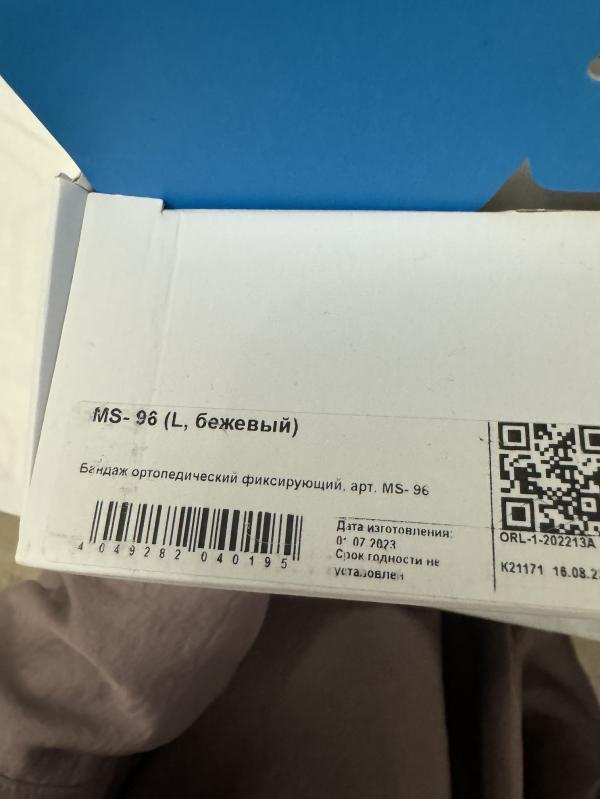 MS- 96 (L, бежевый)
Бандаж ортопедический фиксирующий, арт. MS- 96
4 049282 040195
Дата изготовления:
01.07.2023
Срок годности не
установлен
ORL-1-202213A
K21171 16.08.2